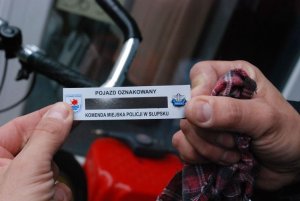 POJAZD OZNAKOWANY
KOMENDA MIEJSKA POLICJI W SŁUPSKU